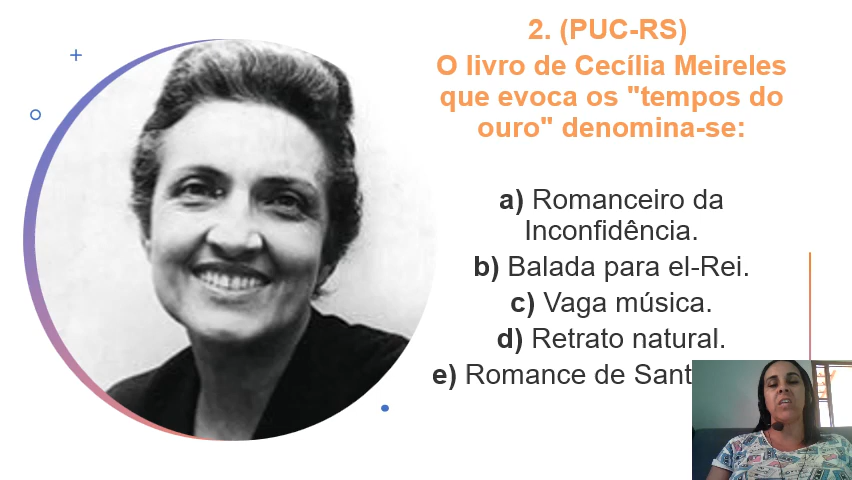 2. (PUC-RS)
O livro de Cecília Meireles
que evoca os "tempos do
ouro" denomina-se:
a) Romanceiro da
Inconfidência.
b) Balada para el-Rei.
c) Vaga música.
d) Retrato natural.
e) Romance de